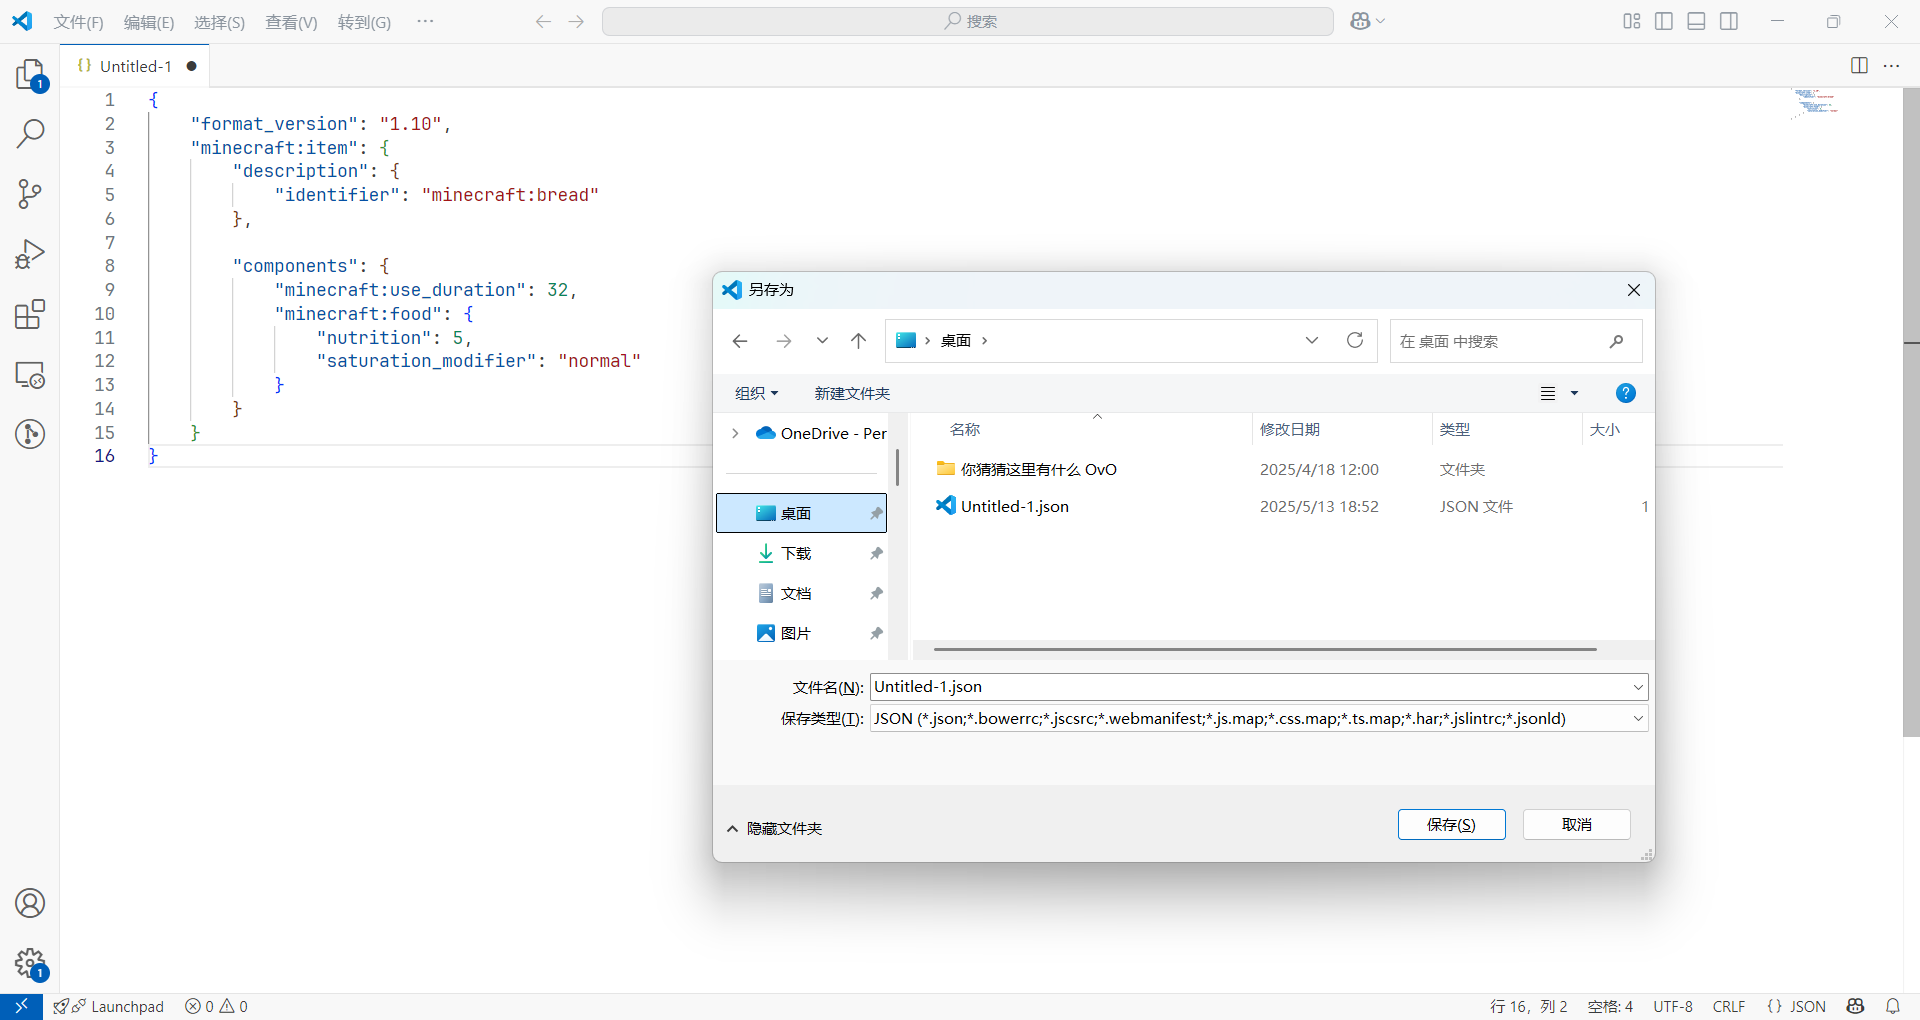 文件(F) 编辑(E) 选择(S) 查看(V) 转到(G) ··· 搜索
1
{} Untitled-1 ●
1 {
2 "format_version": "1.10",
3 "minecraft:item": {
4 "description": {
5 "identifier": "minecraft:bread"
6 },
7
8 "components": {
9 "minecraft:use_duration": 32,
10 "minecraft:food": {
11 "nutrition": 5,
12 "saturation_modifier": "normal"
13 }
14 }
15 }
16 }
另存为
桌面
在 桌面 中搜索
组织 新建文件夹
?
OneDrive - Per
桌面
下载
文档
图片
名称 修改日期 类型 大小
你猜猜这里有什么 OvO 2025/4/18 12:00 文件夹
Untitled-1.json 2025/5/13 18:52 JSON 文件 1
文件名(N): Untitled-1.json
保存类型(T): JSON (*.json;*.bowerrc;*.jscsrc;*.webmanifest;*.js.map;*.css.map;*.ts.map;*.har;*.jslintrc;*.jsonld)
隐藏文件夹 保存(S) 取消
1
Launchpad 0 0 行 16，列 2 空格: 4 UTF-8 CRLF {} JSON